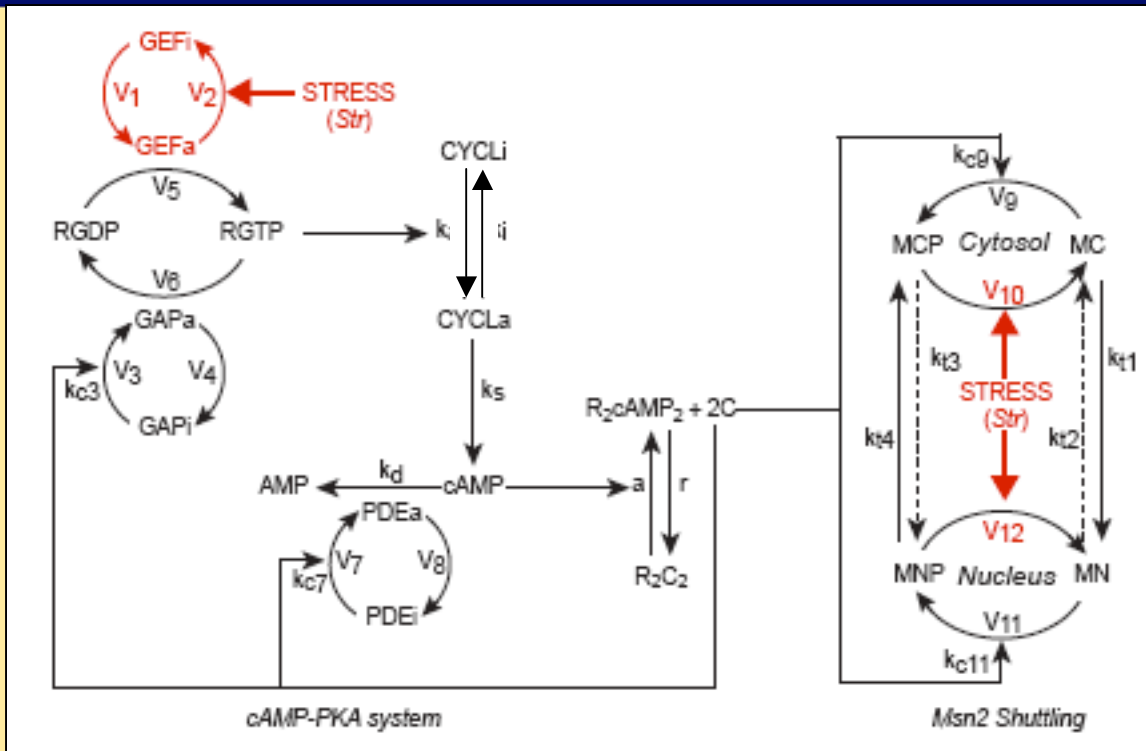 GEFi
V1
V2
STRESS
(Str)
GEFa
V5
RGDP
RGTP
V6
GAPa
kc3
V3
V4
GAPi
CYCLi
i
CYCLa
ks
R2cAMP2 + 2C
AMP
kd
cAMP
a
r
PDEa
kc7
V7
V8
PDEi
R2C2
cAMP-PKA system
kc9
V9
MCP
Cytosol
MC
V10
kt3
kt1
STRESS
(Str)
kt4
kt2
V12
MNP
Nucleus
MN
V11
kc11
Msn2 Shuttling